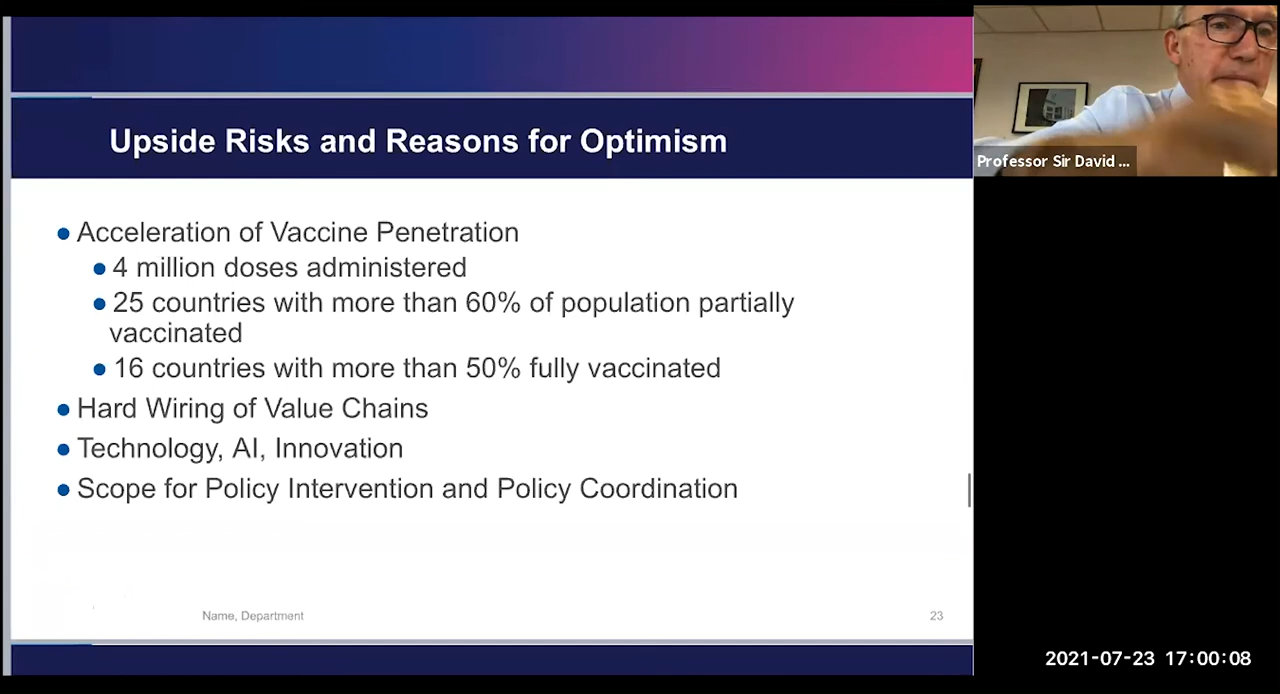 Upside Risks and Reasons for Optimism
Acceleration of Vaccine Penetration
4 million doses administered
25 countries with more than 60% of population partially
vaccinated
16 countries with more than 50% fully vaccinated
Hard Wiring of Value Chains
Technology, AI, Innovation
Scope for Policy Intervention and Policy Coordination
Name, Department
23
Professor Sir David ...
2021-07-23 17:00:08